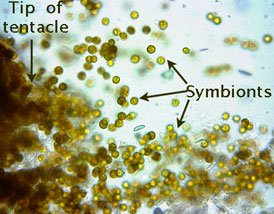 Tip of
tentacle
Symbionts